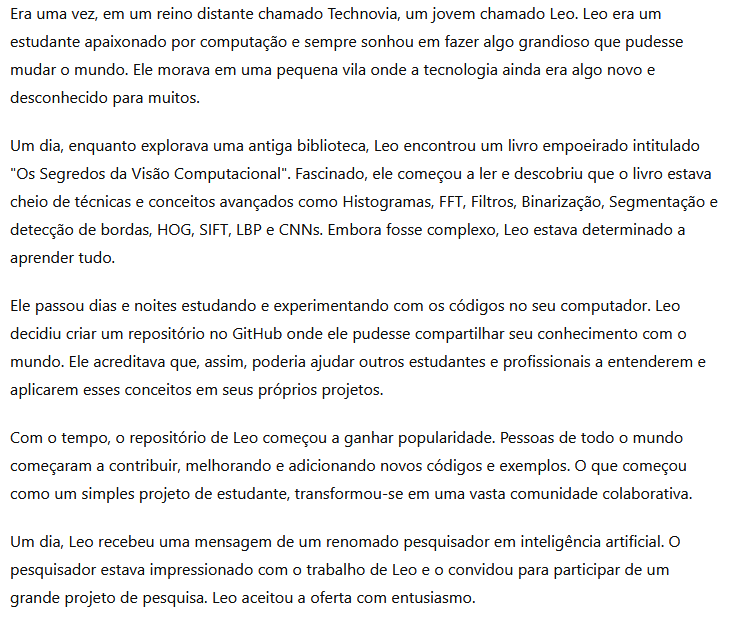 Era uma vez, em um reino distante chamado Technovia, um jovem chamado Leo. Leo era um
estudante apaixonado por computação e sempre sonhou em fazer algo grandioso que pudesse
mudar o mundo. Ele morava em uma pequena vila onde a tecnologia ainda era algo novo e
desconhecido para muitos.
Um dia, enquanto explorava uma antiga biblioteca, Leo encontrou um livro empoeirado intitulado
"Os Segredos da Visão Computacional". Fascinado, ele começou a ler e descobriu que o livro estava
cheio de técnicas e conceitos avançados como Histogramas, FFT, Filtros, Binarização, Segmentação e
detecção de bordas, HOG, SIFT, LBP e CNNs. Embora fosse complexo, Leo estava determinado a
aprender tudo.
Ele passou dias e noites estudando e experimentando com os códigos no seu computador. Leo
decidiu criar um repositório no GitHub onde ele pudesse compartilhar seu conhecimento com o
mundo. Ele acreditava que, assim, poderia ajudar outros estudantes e profissionais a entenderem e
aplicarem esses conceitos em seus próprios projetos.
Com o tempo, o repositório de Leo começou a ganhar popularidade. Pessoas de todo o mundo
começaram a contribuir, melhorando e adicionando novos códigos e exemplos. O que começou
como um simples projeto de estudante, transformou-se em uma vasta comunidade colaborativa.
Um dia, Leo recebeu uma mensagem de um renomado pesquisador em inteligência artificial. O
pesquisador estava impressionado com o trabalho de Leo e o convidou para participar de um
grande projeto de pesquisa. Leo aceitou a oferta com entusiasmo.